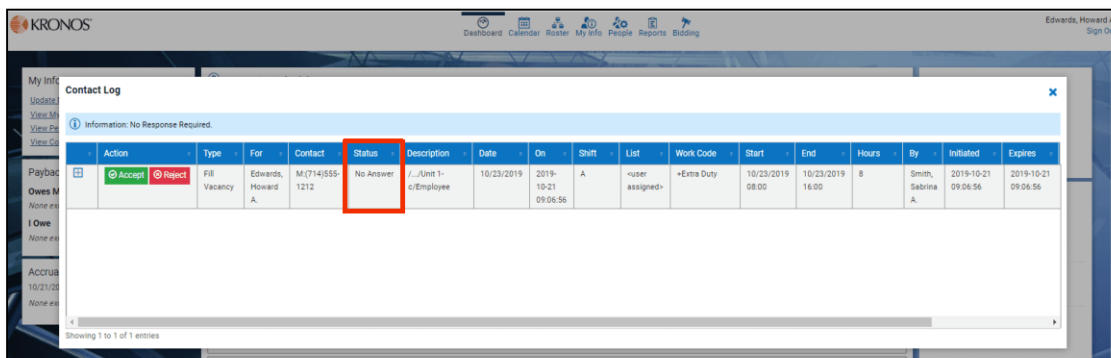 KRONOS
Dashboard Calendar Roster My Info People Reports Bidding
Edwards, Howard
Sign
My Info
Contact Log
Update
View My
View
View
Information: No Response Required.
Action Type For Contact Status Description Date On Shift List Work Code Start End Hours By Initiated Expires
Accept Reject Fill Edwards, M:(714)555- No Answer /.../Unit 1- 10/23/2019 2019- A <user +Extra Duty 10/23/2019 10/23/2019 8 Smith, 2019-10-21 2019-10-21
Vacancy Howard 1212 c/Employee 10-21 assigned> 08:00 16:00 Sabrina 09:06:56 09:06:56
A. 09:06:56 A.
Owes
None
I Owe
None
10/21/20
None
Showing 1 to 1 of 1 entries